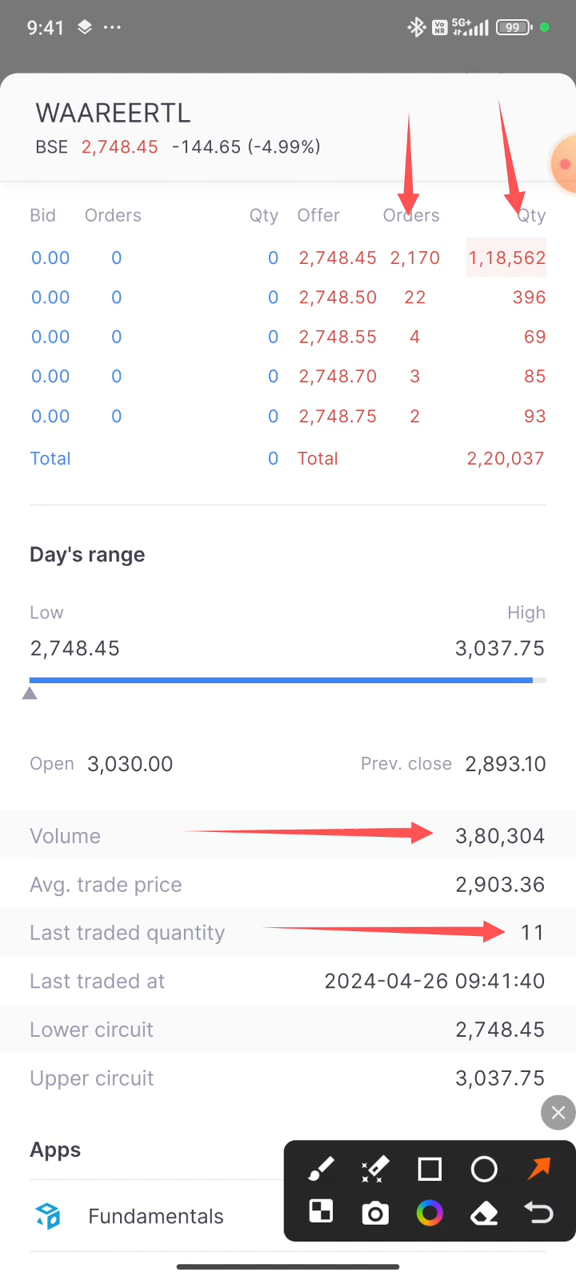 9:41 ... VoNR 5G+ 99
WAAREERTL
BSE 2,748.45 -144.65 (-4.99%)
Bid Orders Qty Offer Orders Qty
0.00 0 0 2,748.45 2,170 1,18,562
0.00 0 0 2,748.50 22 396
0.00 0 0 2,748.55 4 69
0.00 0 0 2,748.70 3 85
0.00 0 0 2,748.75 2 93
Total 0 Total 2,20,037
Day's range
Low High
2,748.45 3,037.75
Open 3,030.00 Prev. close 2,893.10
Volume 3,80,304
Avg. trade price 2,903.36
Last traded quantity 11
Last traded at 2024-04-26 09:41:40
Lower circuit 2,748.45
Upper circuit 3,037.75
Apps
Fundamentals